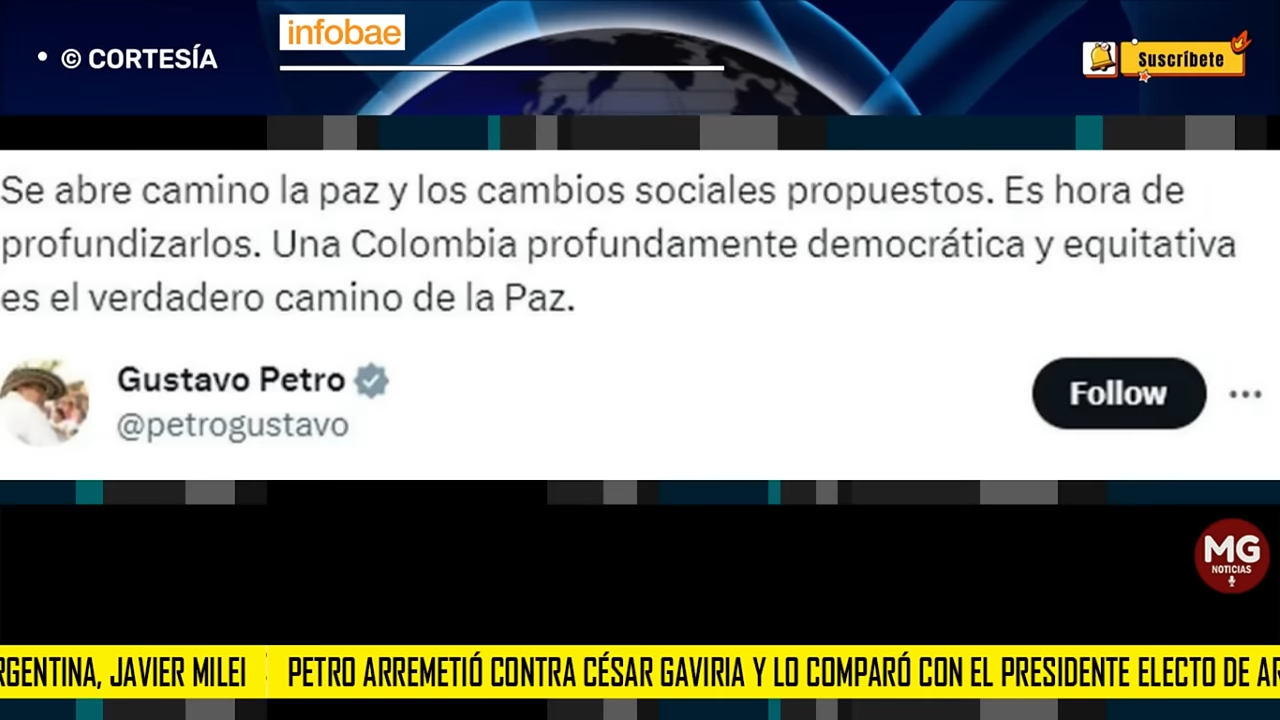 • © CORTESÍA
infobae
Suscríbete
Se abre camino la paz y los cambios sociales propuestos. Es hora de
profundizarlos. Una Colombia profundamente democrática y equitativa
es el verdadero camino de la Paz.
Gustavo Petro
@petrogustavo
Follow
MG
NOTICIAS
RGENTINA, JAVIER MILEI PETRO ARREMETIÓ CONTRA CÉSAR GAVIRIA Y LO COMPARÓ CON EL PRESIDENTE ELECTO DE AR